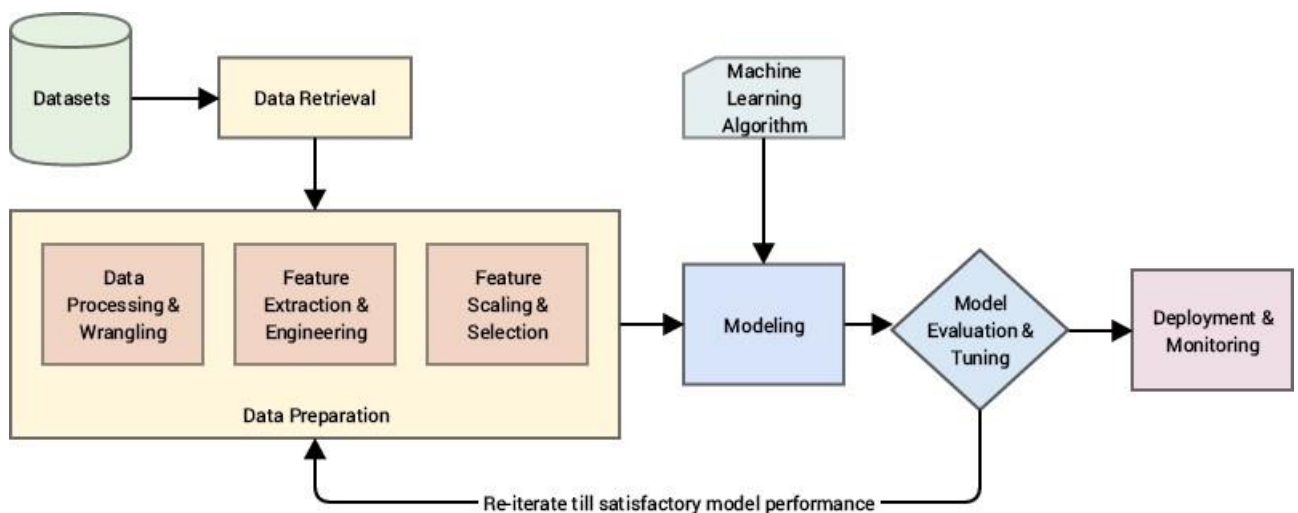 Datasets
Data Retrieval
Machine
Learning
Algorithm
Data
Processing &
Wrangling
Feature
Extraction &
Engineering
Feature
Scaling &
Selection
Data Preparation
Modeling
Model
Evaluation &
Tuning
Deployment &
Monitoring
Re-iterate till satisfactory model performance